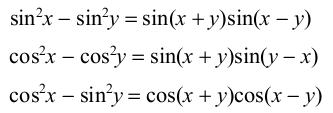 sin²x − sin²y = sin(x + y)sin(x − y)
cos²x − cos²y = sin(x + y)sin(y − x)
cos²x − sin²y = cos(x + y)cos(x − y)